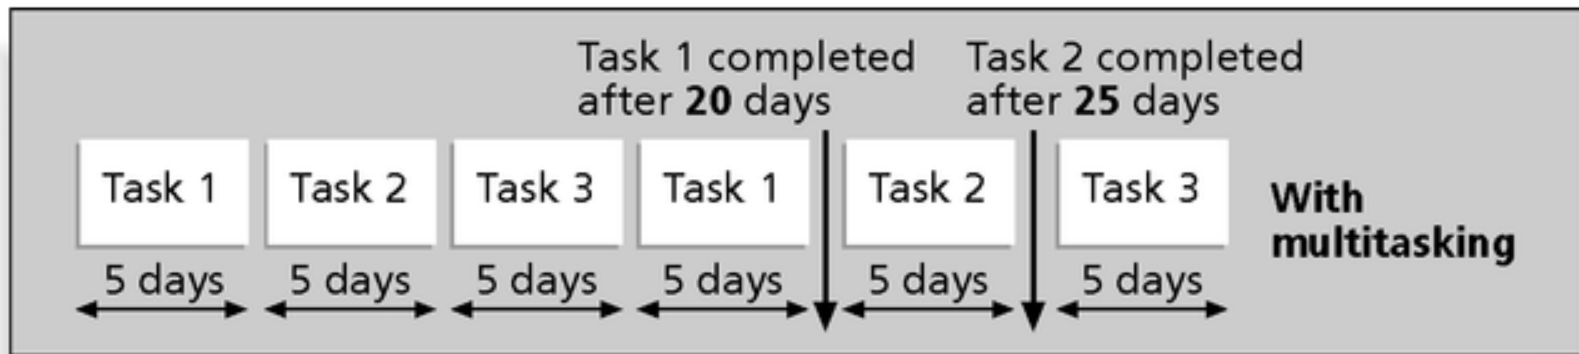 Task 1 completed
after 20 days
Task 2 completed
after 25 days
Task 1
Task 2
Task 3
Task 1
Task 2
Task 3
With
multitasking
5 days
5 days
5 days
5 days
5 days
5 days